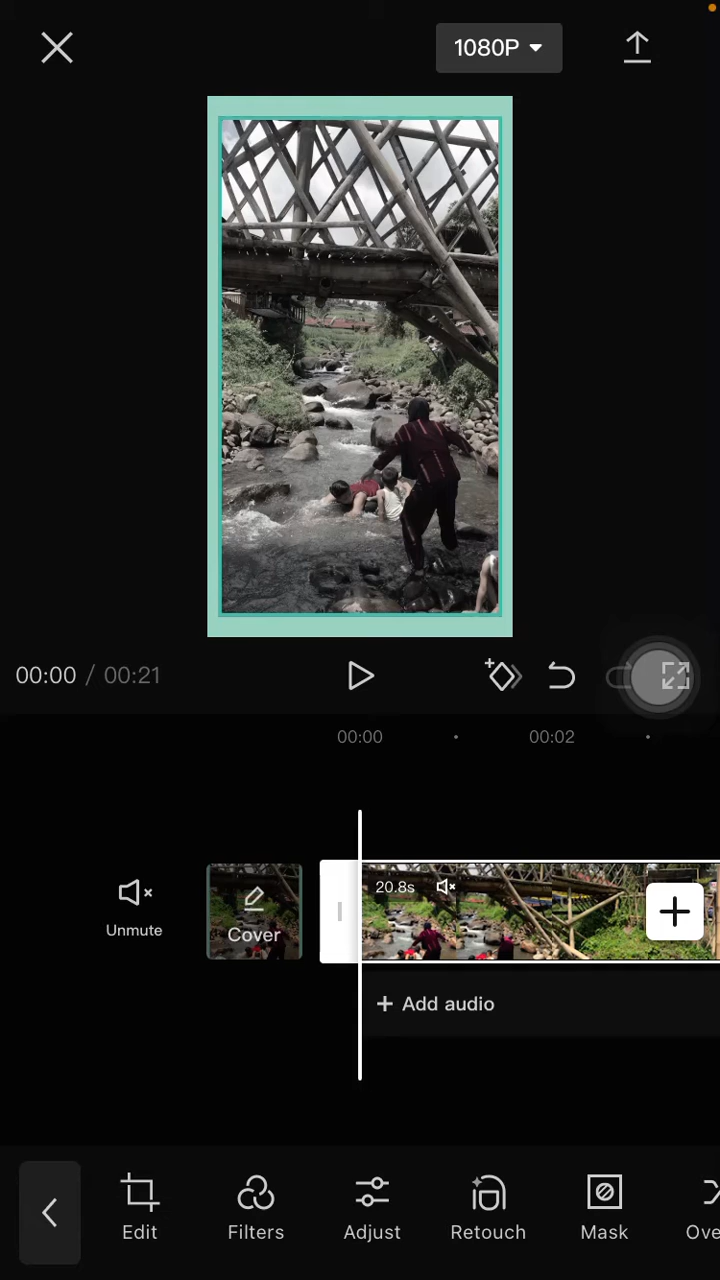 1080P
00:00 / 00:21
00:00
00:02
Unmute
Cover
20.8s
+ Add audio
Edit
Filters
Adjust
Retouch
Mask
Ove